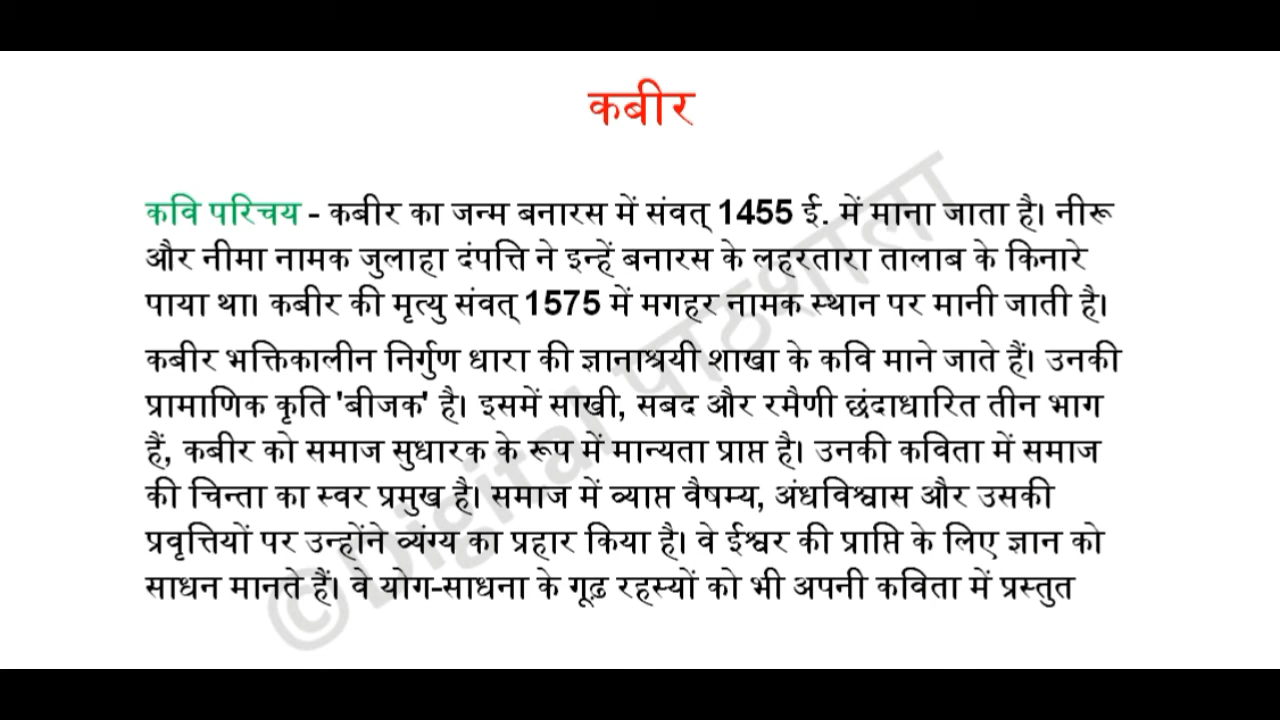 कबीर
कवि परिचय - कबीर का जन्म बनारस में संवत् 1455 ई. में माना जाता है। नीरू
और नीमा नामक जुलाहा दंपत्ति ने इन्हें बनारस के लहरतारा तालाब के किनारे
पाया था। कबीर की मृत्यु संवत् 1575 में मगहर नामक स्थान पर मानी जाती है।
कबीर भक्तिकालीन निर्गुण धारा की ज्ञानाश्रयी शाखा के कवि माने जाते हैं। उनकी
प्रामाणिक कृति 'बीजक' है। इसमें साखी, सबद और रमैणी छंदाधारित तीन भाग
हैं, कबीर को समाज सुधारक के रूप में मान्यता प्राप्त है। उनकी कविता में समाज
की चिन्ता का स्वर प्रमुख है। समाज में व्याप्त वैषम्य, अंधविश्वास और उसकी
प्रवृत्तियों पर उन्होंने व्यंग्य का प्रहार किया है। वे ईश्वर की प्राप्ति के लिए ज्ञान को
साधन मानते हैं। वे योग-साधना के गूढ़ रहस्यों को भी अपनी कविता में प्रस्तुत
©Digital पाठशाला